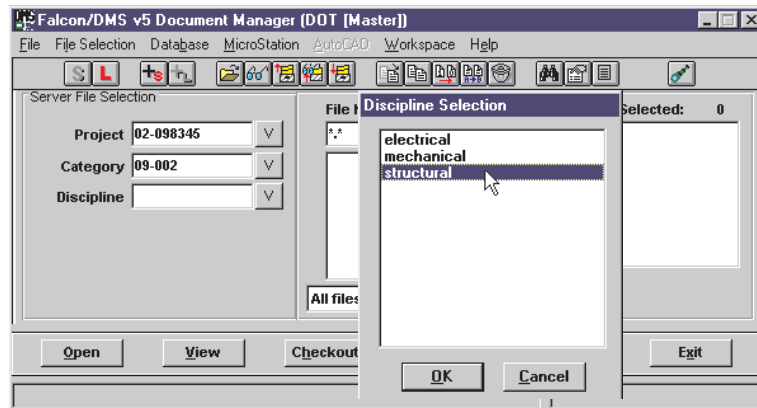 Falcon/DMS v5 Document Manager (DOT [Master])
File File Selection Database MicroStation AutoCAD Workspace Help
S L +s +L
Server File Selection
Project 02-098345 V
Category 09-002 V
Discipline V
File
*.*
All files
Selected: 0
Discipline Selection
electrical
mechanical
structural
OK Cancel
Open View Checkout Exit